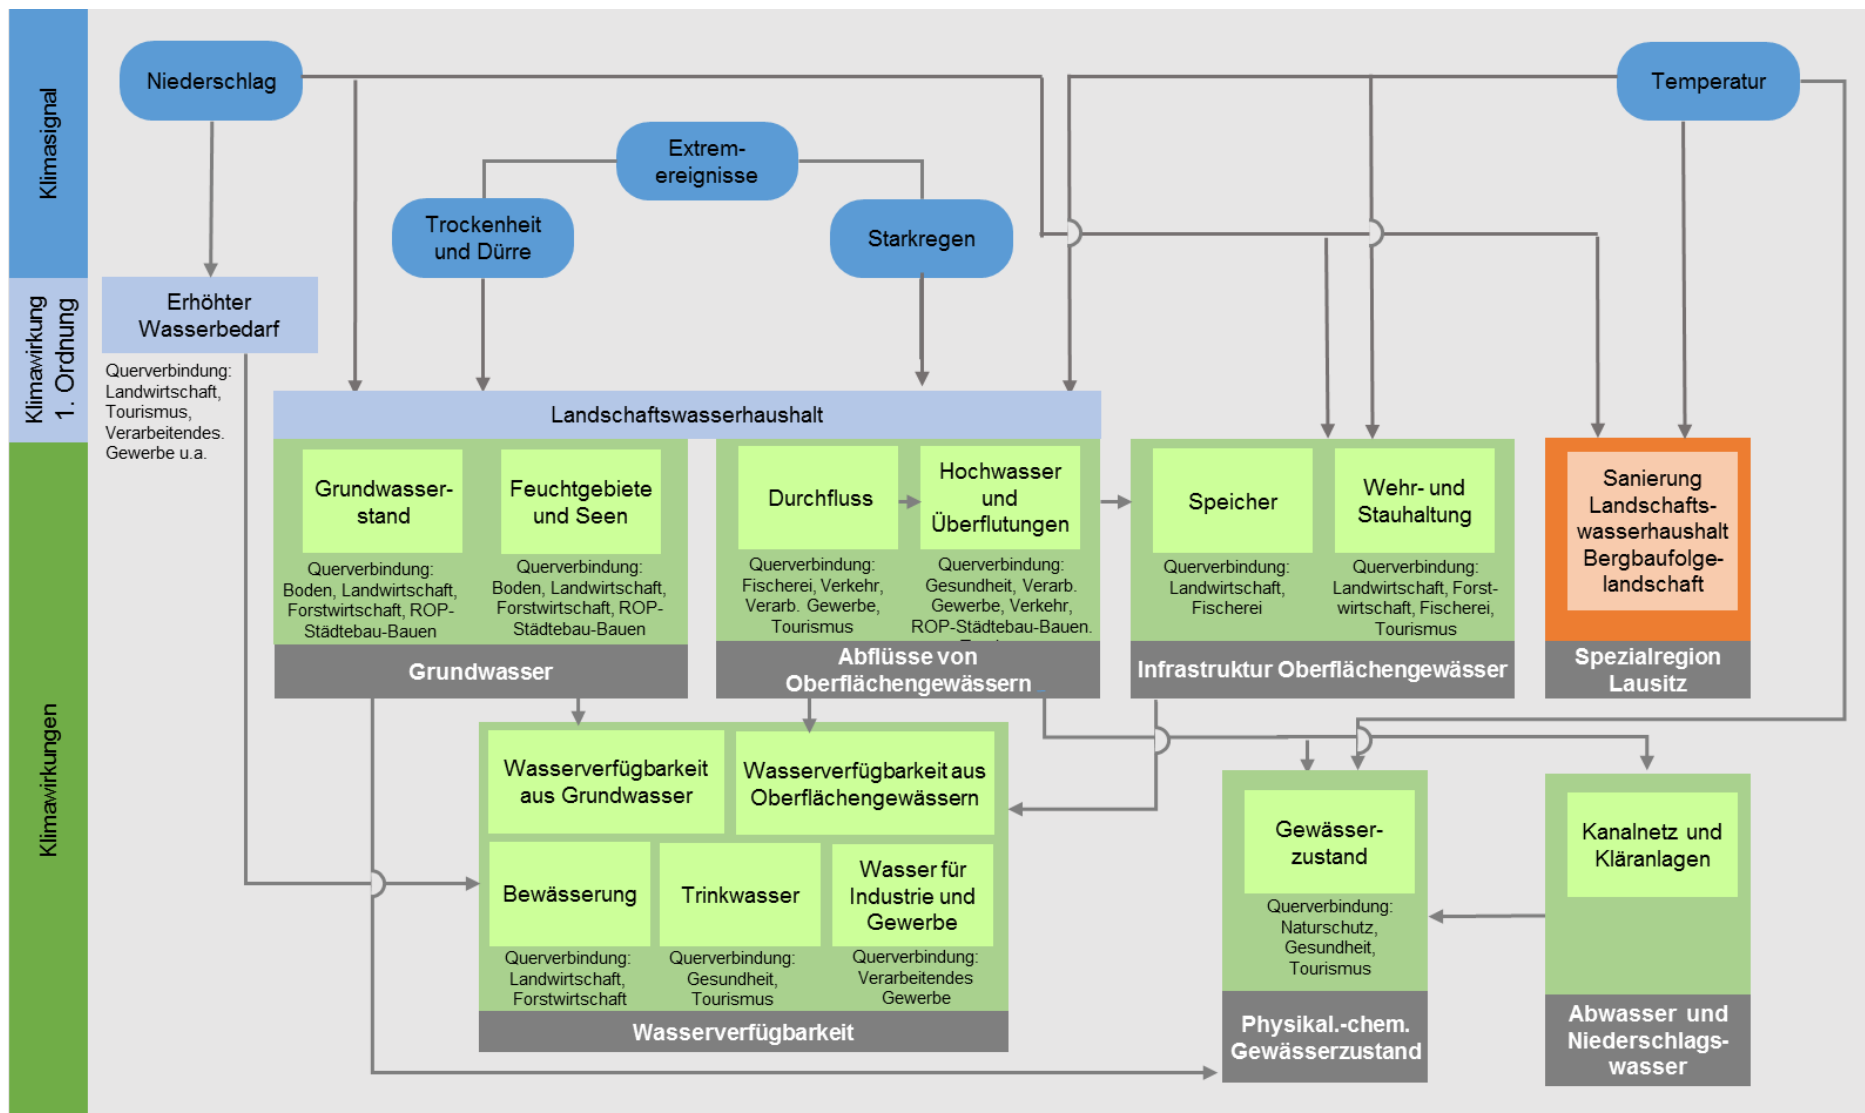 Klimasignal
Klimawirkung
1. Ordnung
Klimawirkungen
Niederschlag
Temperatur
Extrem-
ereignisse
Trockenheit
und Dürre
Starkregen
Erhöhter
Wasserbedarf
Querverbindung:
Landwirtschaft,
Tourismus,
Verarbeitendes.
Gewerbe u.a.
Landschaftswasserhaushalt
Grundwasser-
stand
Querverbindung:
Boden, Landwirtschaft,
Forstwirtschaft, ROP-
Städtebau-Bauen
Feuchtgebiete
und Seen
Querverbindung:
Boden, Landwirtschaft,
Forstwirtschaft, ROP-
Städtebau-Bauen
Grundwasser
Durchfluss
Querverbindung:
Fischerei, Verkehr,
Verarb. Gewerbe,
Tourismus
Hochwasser
und
Überflutungen
Querverbindung:
Gesundheit, Verarb.
Gewerbe, Verkehr,
ROP-Städtebau-Bauen.
Abflüsse von
Oberflächengewässern
Speicher
Querverbindung:
Landwirtschaft,
Fischerei
Wehr- und
Stauhaltung
Querverbindung:
Landwirtschaft, Forst-
wirtschaft, Fischerei,
Tourismus
Infrastruktur Oberflächengewässer
Sanierung
Landschafts-
wasserhaushalt
Bergbaufolge-
landschaft
Spezialregion
Lausitz
Wasserverfügbarkeit
aus Grundwasser
Wasserverfügbarkeit aus
Oberflächengewässern
Bewässerung
Querverbindung:
Landwirtschaft,
Forstwirtschaft
Trinkwasser
Querverbindung:
Gesundheit,
Tourismus
Wasser für
Industrie und
Gewerbe
Querverbindung:
Verarbeitendes
Gewerbe
Wasserverfügbarkeit
Gewässer-
zustand
Querverbindung:
Naturschutz,
Gesundheit,
Tourismus
Physikal.-chem.
Gewässerzustand
Kanalnetz und
Kläranlagen
Abwasser und
Niederschlags-
wasser